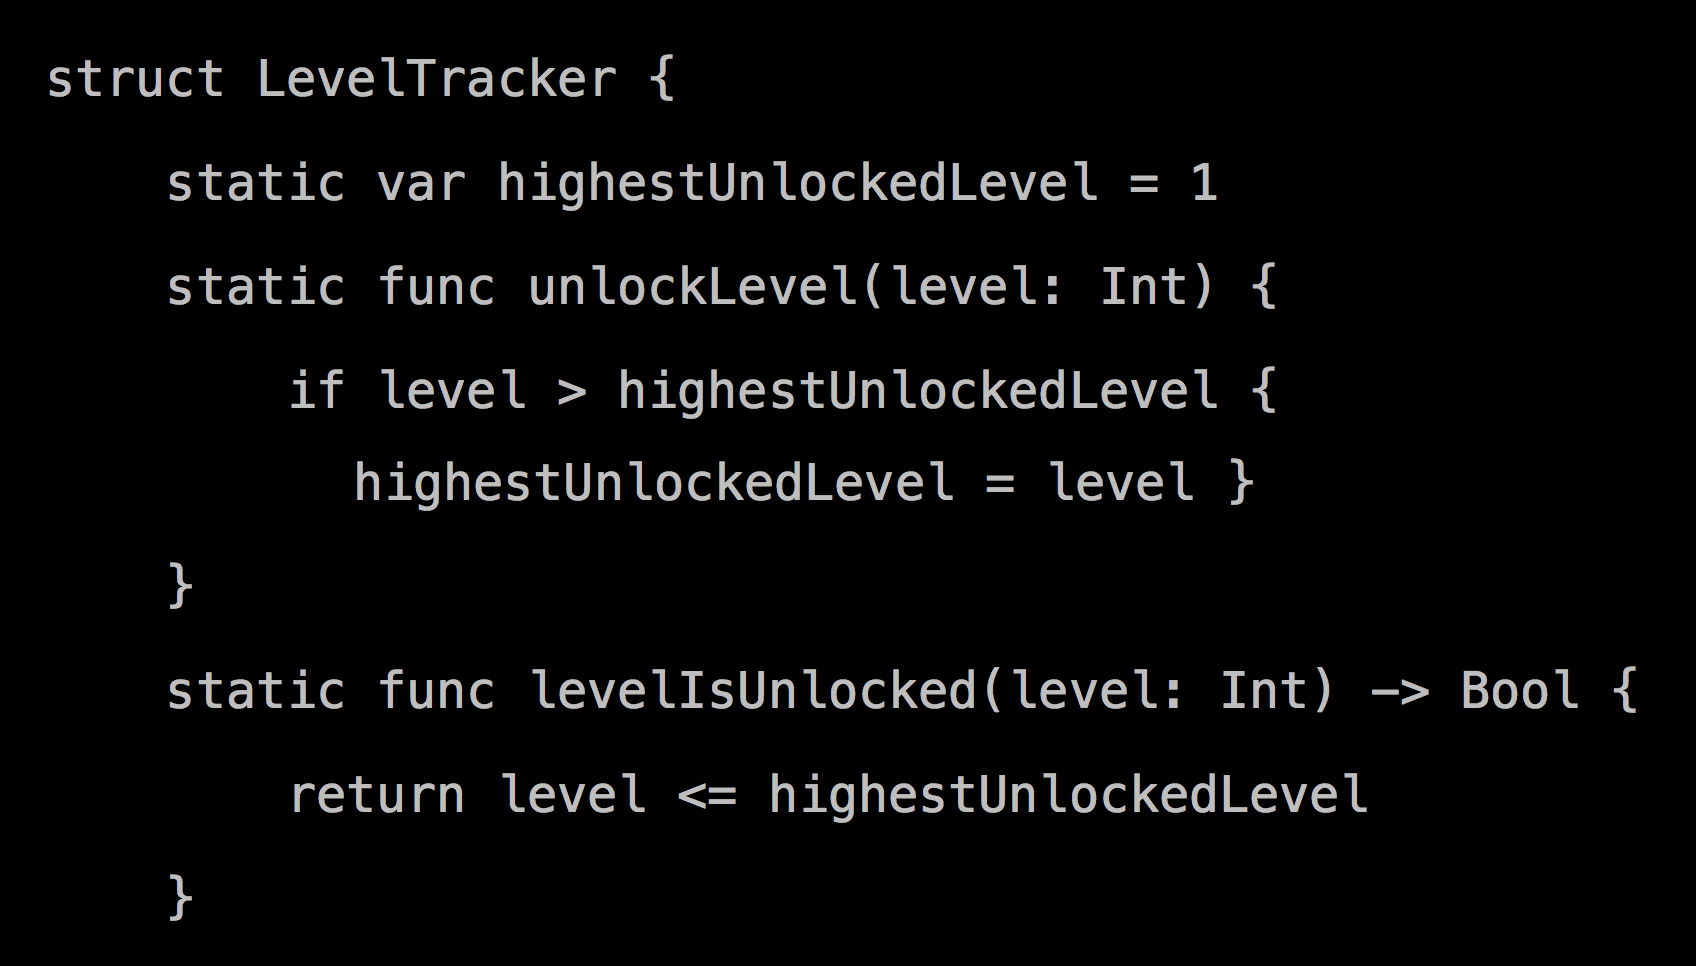 struct LevelTracker {
    static var highestUnlockedLevel = 1
    static func unlockLevel(level: Int) {
        if level > highestUnlockedLevel {
          highestUnlockedLevel = level }
    }
    static func levelIsUnlocked(level: Int) -> Bool {
        return level <= highestUnlockedLevel
    }